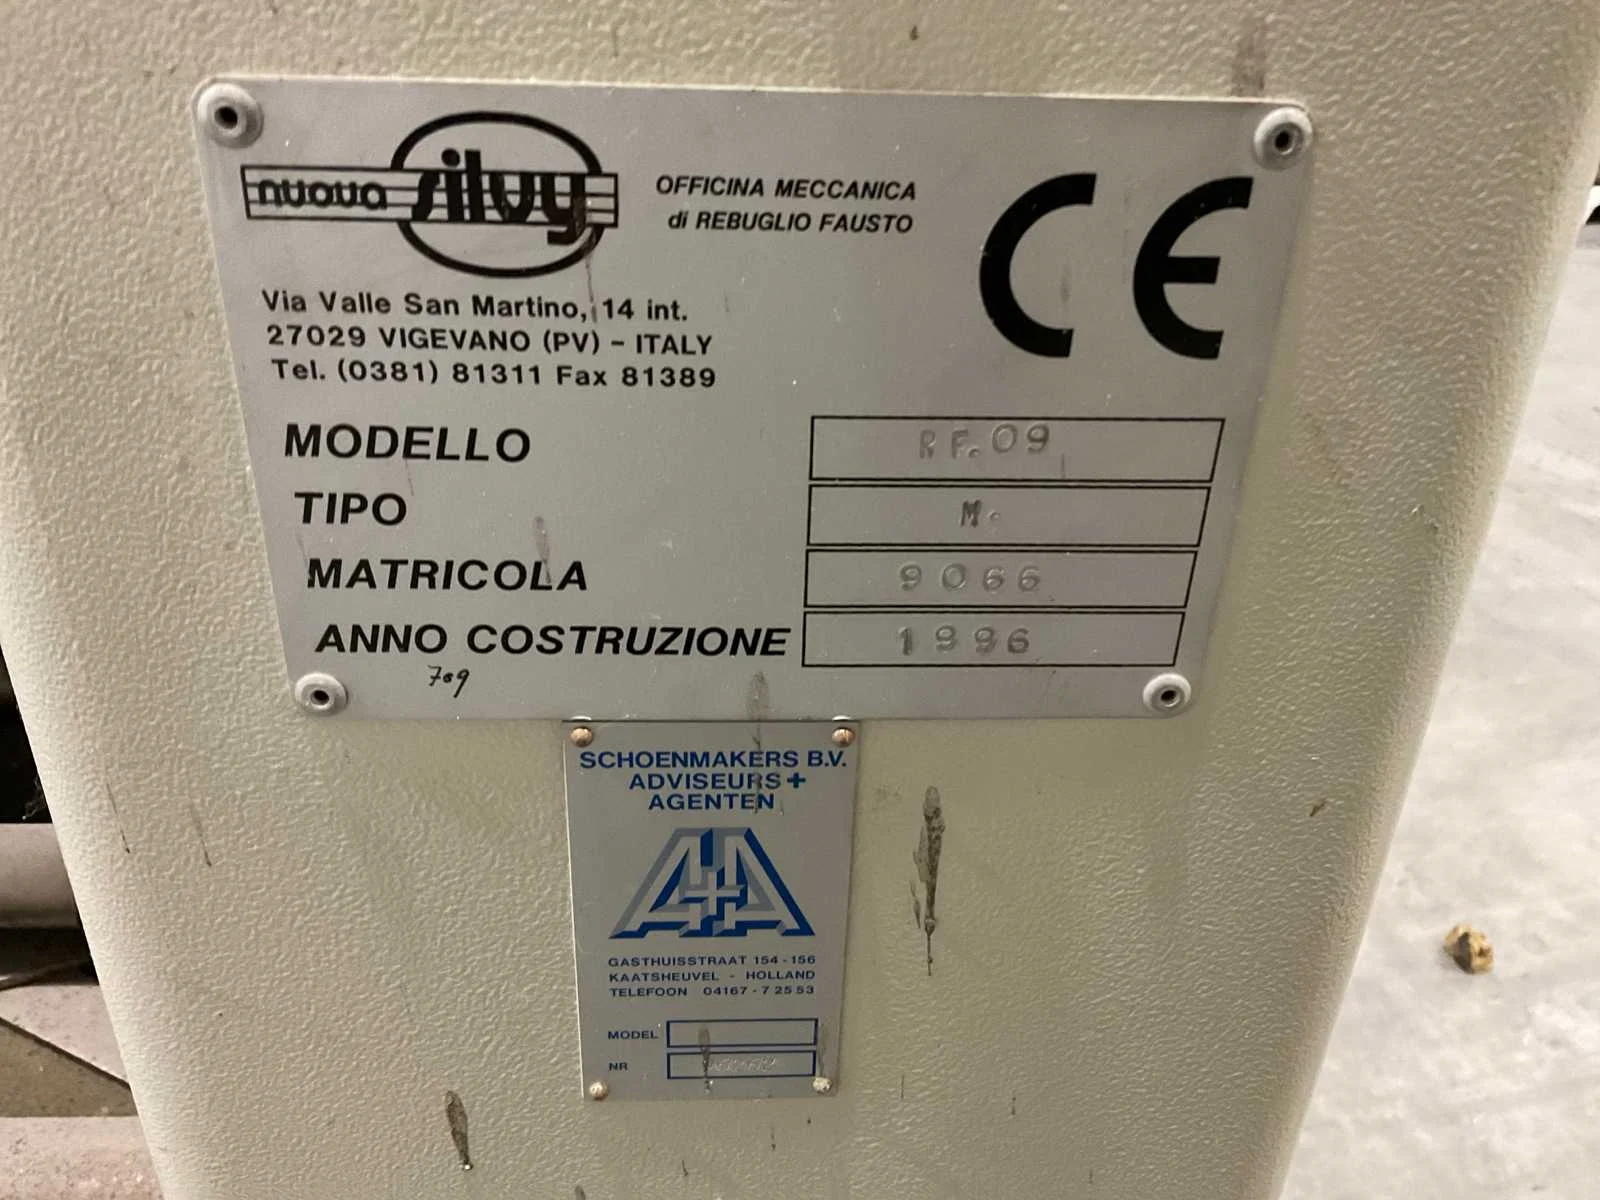 nuova silvy
OFFICINA MECCANICA
di REBUGLIO FAUSTO
CE
Via Valle San Martino, 14 int.
27029 VIGEVANO (PV) - ITALY
Tel. (0381) 81311 Fax 81389
MODELLO RF.09
TIPO M.
MATRICOLA 9066
ANNO COSTRUZIONE 1996
709
SCHOENMAKERS B.V.
ADVISEURS+
AGENTEN
A+A
GASTHUISSTRAAT 154 - 156
KAATSHEUVEL - HOLLAND
TELEFOON 04167 - 7 25 53
MODEL
NR